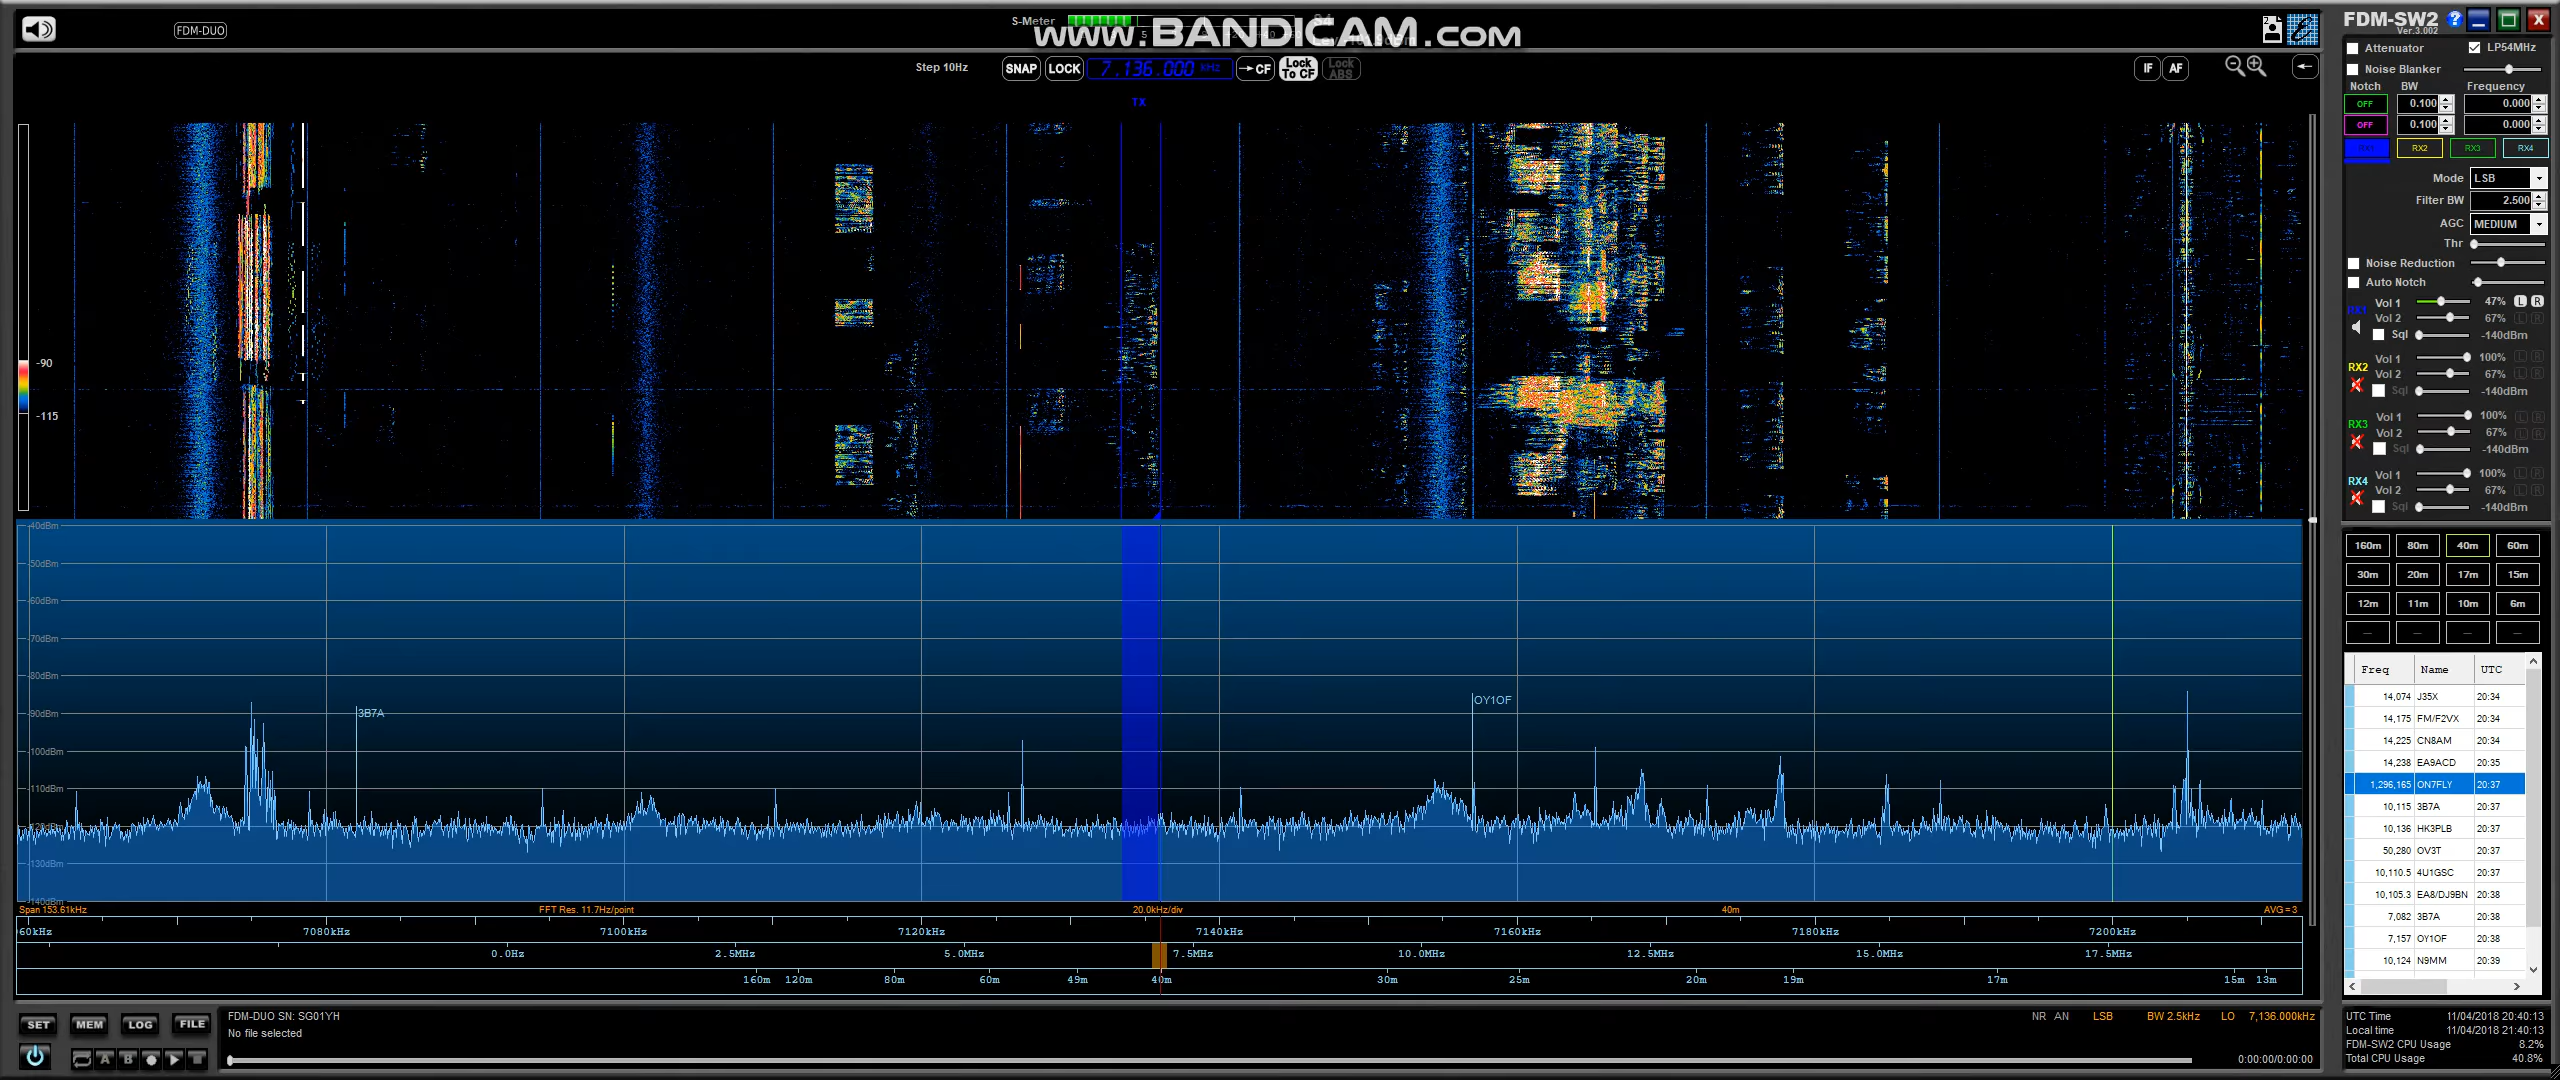 FDM-DUO
S-Meter
www.BANDICAM.com
Step 10Hz
SNAP LOCK 7.136.000 kHz →CF Lock To CF Lock ABS
IF AF
TX
-90
-115
-40dBm
-50dBm
-60dBm
-70dBm
-80dBm
-90dBm
-100dBm
-110dBm
-120dBm
-130dBm
-140dBm
3B7A
OY1OF
Span 153.61kHz FFT Res. 11.7Hz/point 20.0kHz/div 40m AVG=3
60kHz 7080kHz 7100kHz 7120kHz 7140kHz 7160kHz 7180kHz 7200kHz
0.0Hz 2.5MHz 5.0MHz 7.5MHz 10.0MHz 12.5MHz 15.0MHz 17.5MHz
160m 120m 80m 60m 49m 40m 30m 25m 20m 19m 17m 15m 13m
SET MEM LOG FILE
A B
FDM-DUO SN: SG01YH
No file selected
NR AN LSB BW 2.5kHz LO 7,136.000kHz
0:00:00/0:00:00
FDM-SW2 ? X
Ver.3.002
Attenuator LP54MHz
Noise Blanker
Notch BW Frequency
OFF 0.100 0.000
OFF 0.100 0.000
RX1 RX2 RX3 RX4
Mode LSB
Filter BW 2.500
AGC MEDIUM
Thr
Noise Reduction
Auto Notch
RX1 Vol 1 47% L R
Vol 2 67% L R
Sql -140dBm
RX2 Vol 1 100% L R
Vol 2 67% L R
Sql -140dBm
RX3 Vol 1 100% L R
Vol 2 67% L R
Sql -140dBm
RX4 Vol 1 100% L R
Vol 2 67% L R
Sql -140dBm
160m 80m 40m 60m
30m 20m 17m 15m
12m 11m 10m 6m
— — — —
Freq Name UTC
14,074 J35X 20:34
14,175 FM/F2VX 20:34
14,225 CN8AM 20:34
14,238 EA9ACD 20:35
1,296,165 ON7FLY 20:37
10,115 3B7A 20:37
10,136 HK3PLB 20:37
50,280 OV3T 20:37
10,110.5 4U1GSC 20:37
10,105.3 EA8/DJ9BN 20:38
7,082 3B7A 20:38
7,157 OY1OF 20:38
10,124 N9MM 20:39
UTC Time 11/04/2018 20:40:13
Local time 11/04/2018 21:40:13
FDM-SW2 CPU Usage 8.2%
Total CPU Usage 40.8%